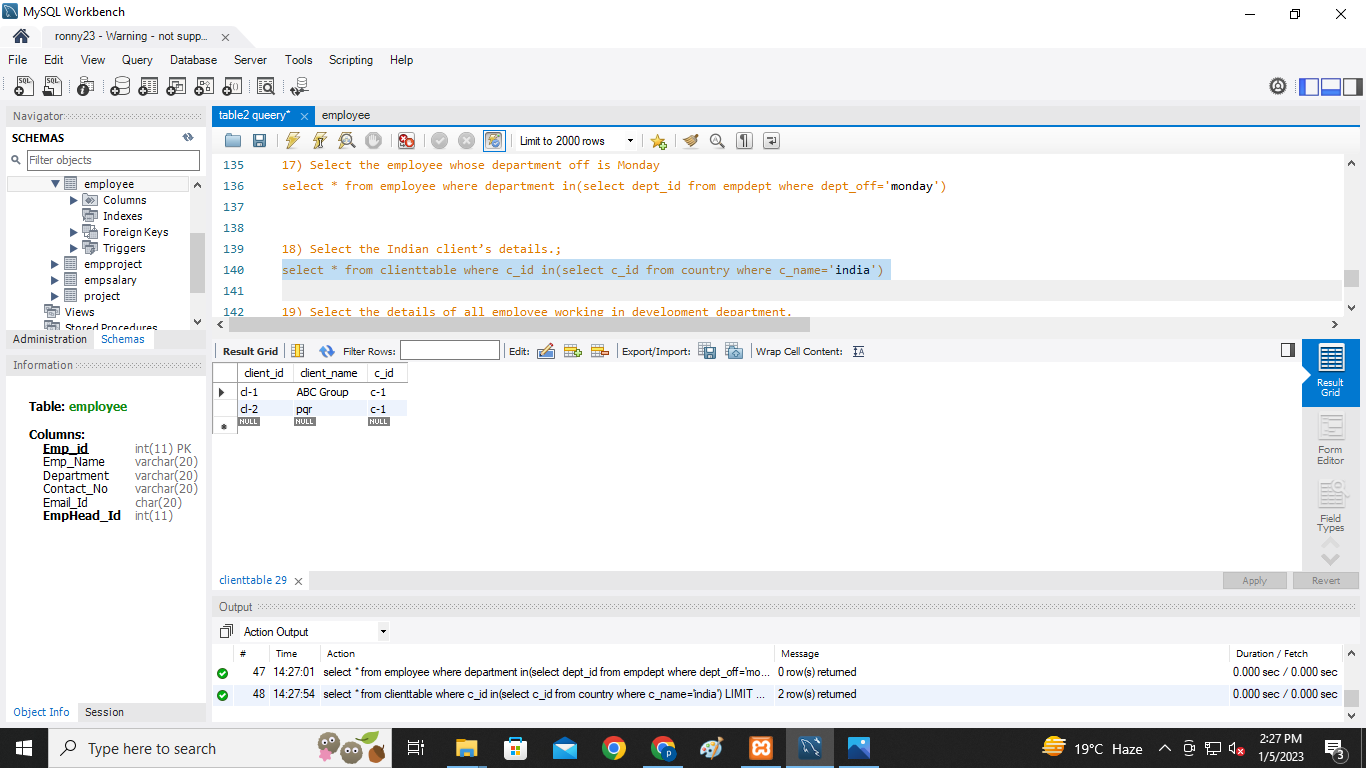 MySQL Workbench
ronny23 - Warning - not supp...
File Edit View Query Database Server Tools Scripting Help
Navigator
SCHEMAS
Filter objects
employee
Columns
Indexes
Foreign Keys
Triggers
empproject
empsalary
project
Views
Stored Procedures
Administration Schemas
Information
Table: employee
Columns:
Emp_id int(11) PK
Emp_Name varchar(20)
Department varchar(20)
Contact_No varchar(20)
Email_Id char(20)
EmpHead_Id int(11)
Object Info Session
table2 queery* employee
Limit to 2000 rows
135 17) Select the employee whose department off is Monday
136 select * from employee where department in(select dept_id from empdept where dept_off='monday')
137
138
139 18) Select the Indian client’s details.;
140 select * from clienttable where c_id in(select c_id from country where c_name='india')
141
142 19) Select the details of all employee working in development department.
Result Grid Filter Rows: Edit: Export/Import: Wrap Cell Content:
client_id client_name c_id
cl-1 ABC Group c-1
cl-2 pqr c-1
NULL NULL NULL
Result Grid
Form Editor
Field Types
clienttable 29
Apply Revert
Output
Action Output
# Time Action Message Duration / Fetch
47 14:27:01 select * from employee where department in(select dept_id from empdept where dept_off='mo... 0 row(s) returned 0.000 sec / 0.000 sec
48 14:27:54 select * from clienttable where c_id in(select c_id from country where c_name='india') LIMIT ... 2 row(s) returned 0.000 sec / 0.000 sec
Type here to search
19°C Haze
2:27 PM
1/5/2023
3